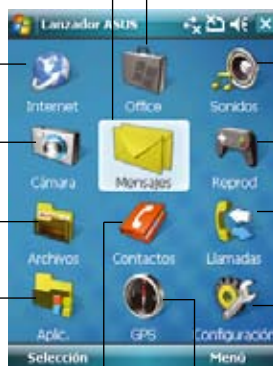 Lanzador ASUS
Internet Office Sonidos
Cámara Mensajes Reprod
Archivos Contactos Llamadas
Aplic. GPS Configuración
Selección Menú